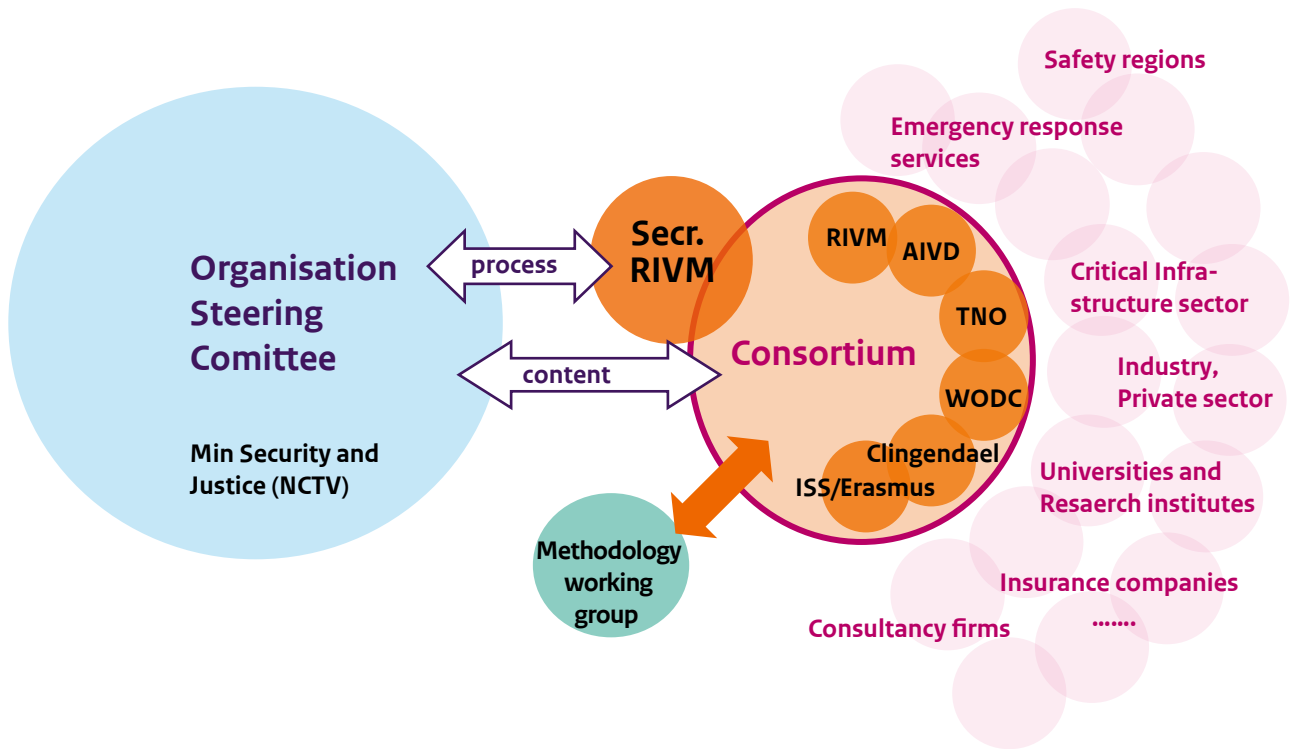 Organisation
Steering
Comittee
Min Security and
Justice (NCTV)
process
content
Secr.
RIVM
Consortium
RIVM
AIVD
TNO
WODC
Clingendael
ISS/Erasmus
Methodology
working
group
Safety regions
Emergency response
services
Critical Infra-
structure sector
Industry,
Private sector
Universities and
Resaerch institutes
Insurance companies
.......
Consultancy firms